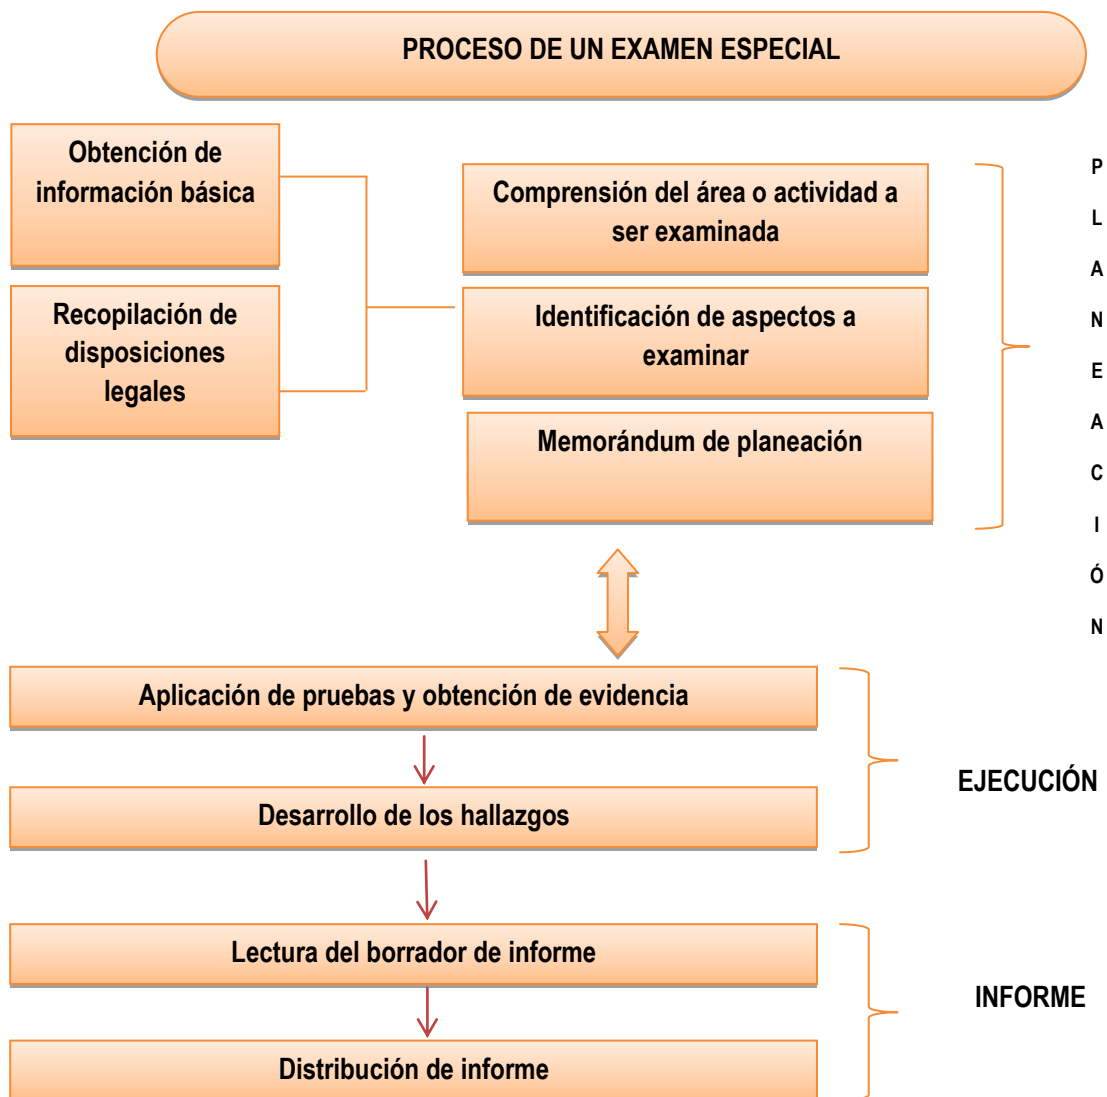 PROCESO DE UN EXAMEN ESPECIAL
Obtención de
información básica
Recopilación de
disposiciones
legales
Comprensión del área o actividad a
ser examinada
Identificación de aspectos a
examinar
Memorándum de planeación
P
L
A
N
E
A
C
I
Ó
N
Aplicación de pruebas y obtención de evidencia
Desarrollo de los hallazgos
EJECUCIÓN
Lectura del borrador de informe
INFORME
Distribución de informe